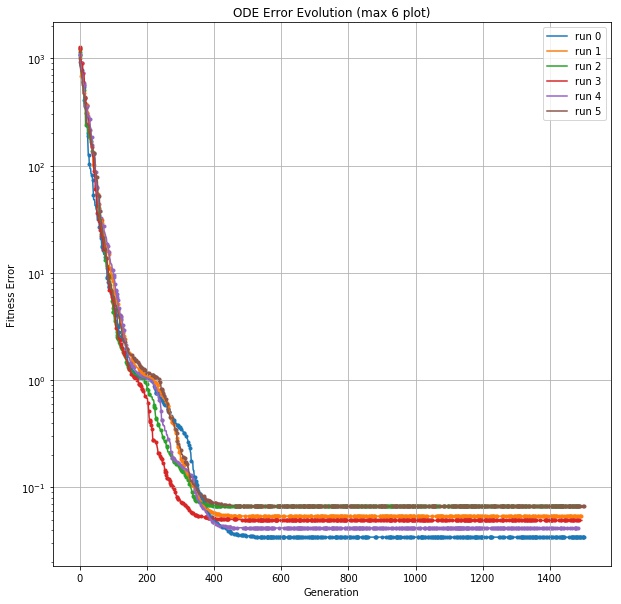 ODE Error Evolution (max 6 plot)
run 0
run 1
run 2
run 3
run 4
run 5
10³
10²
10¹
10⁰
10⁻¹
Fitness Error
0 200 400 600 800 1000 1200 1400
Generation